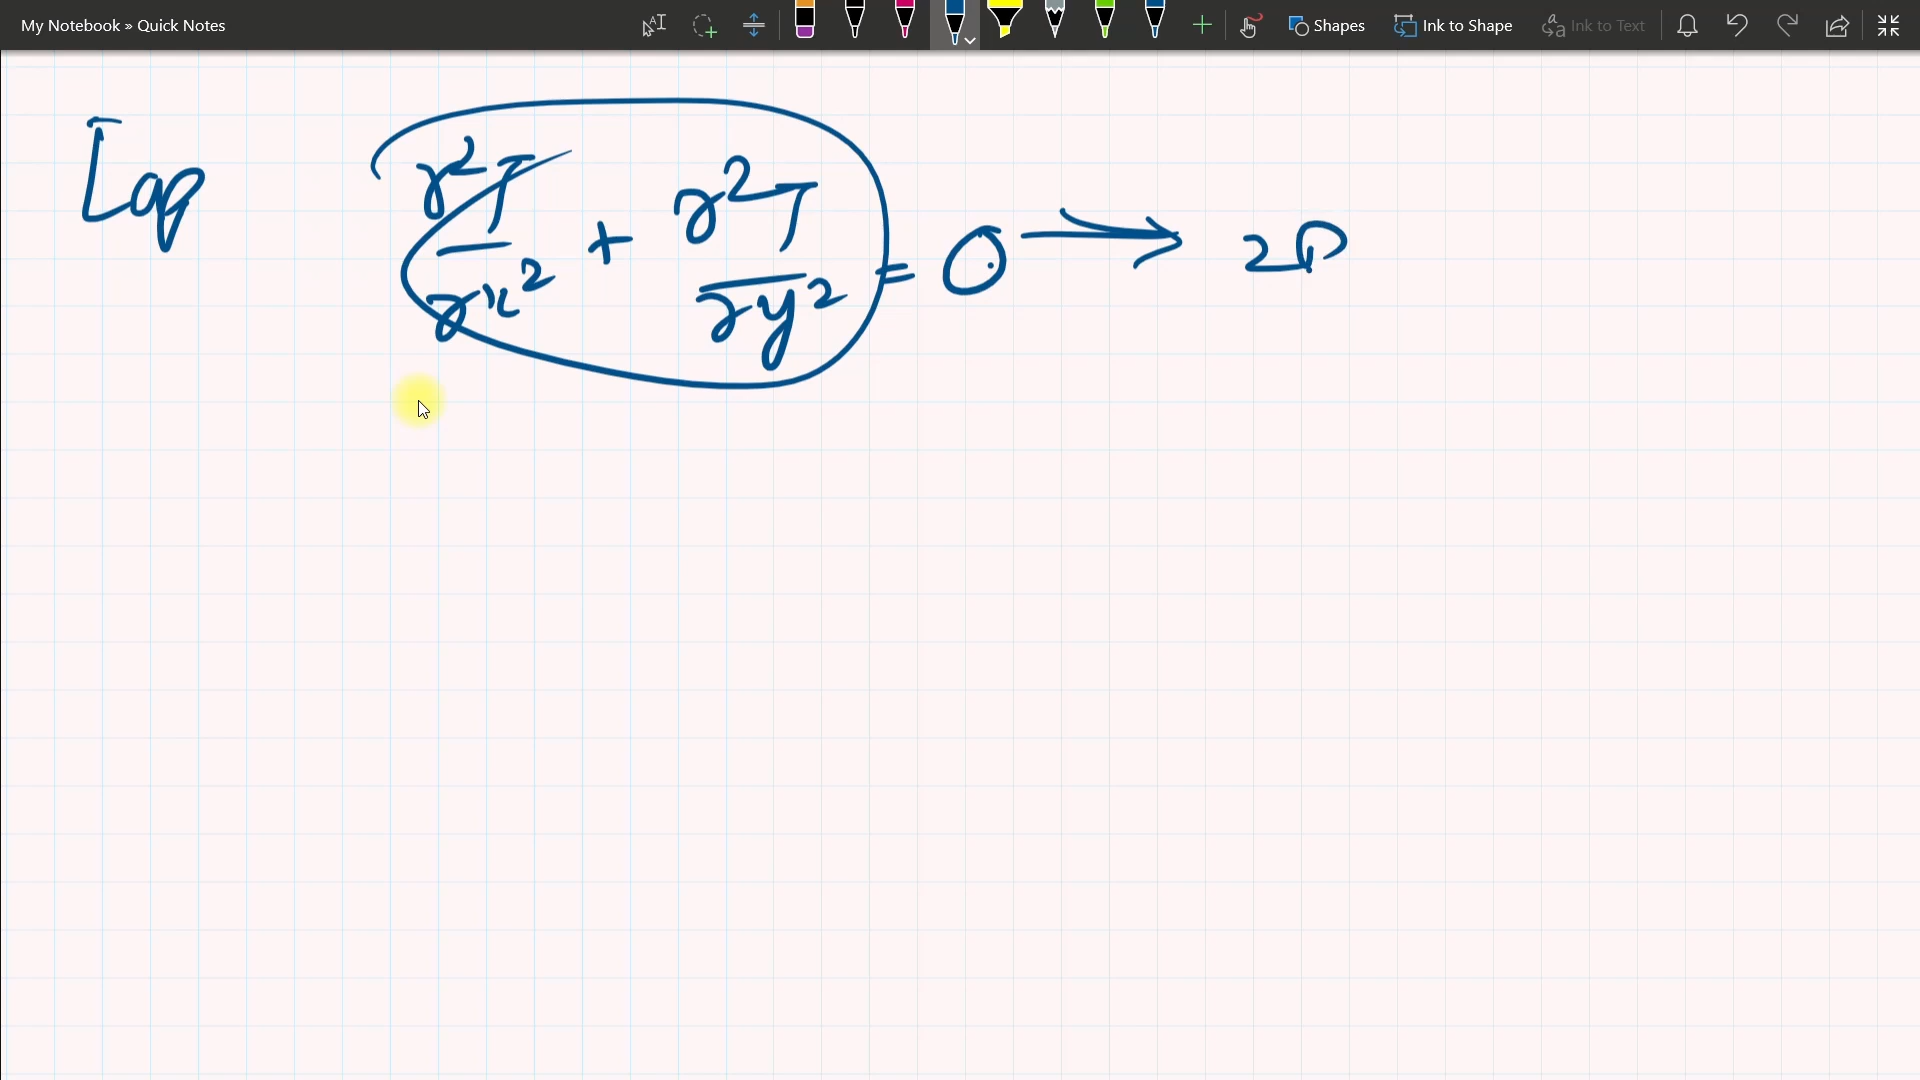 My Notebook » Quick Notes
Shapes
Ink to Shape
Ink to Text
Lap ∂²T/∂x² + ∂²T/∂y² = 0 → 2D